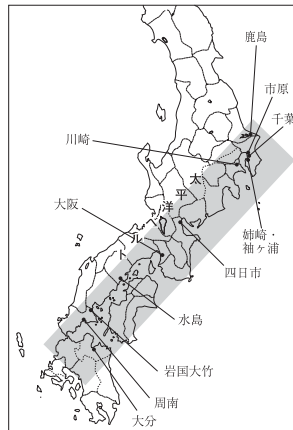 鹿島
市原
千葉
川崎
太平洋ベルト
大阪
姉崎・
袖ヶ浦
四日市
水島
岩国大竹
周南
大分